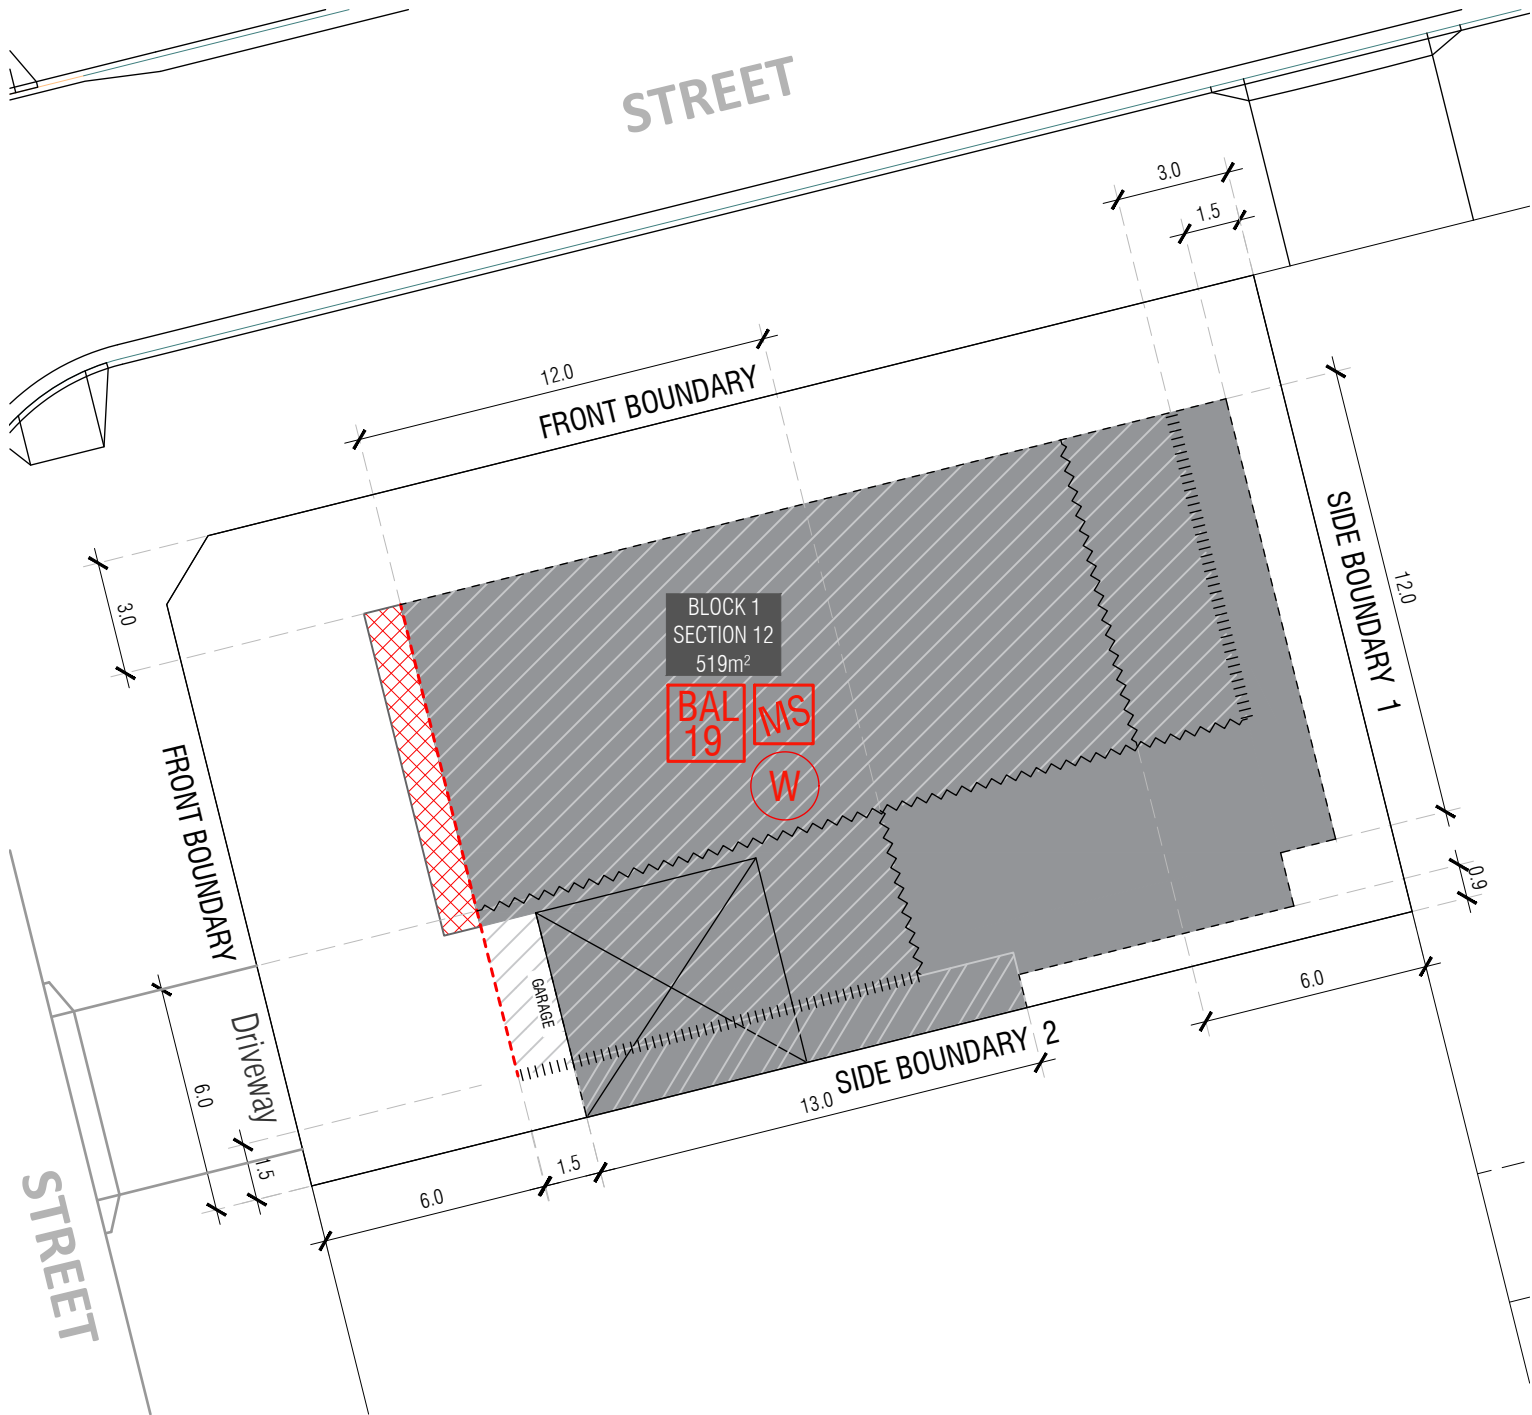 STREET
3.0
1.5
12.0
FRONT BOUNDARY
SIDE BOUNDARY 1
12.0
3.0
BLOCK 1
SECTION 12
519m²
BAL
19
MS
W
FRONT BOUNDARY
0.9
GARAGE
6.0
Driveway
6.0
SIDE BOUNDARY 2
13.0
1.5
1.5
6.0
STREET